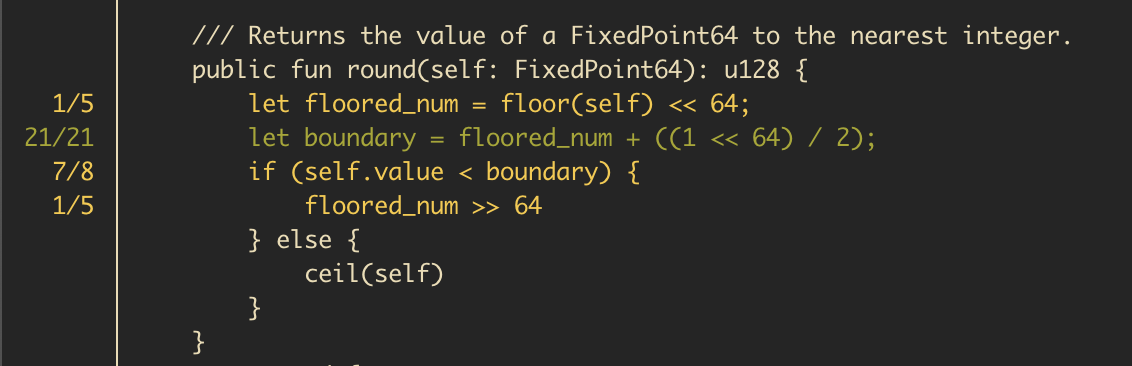 /// Returns the value of a FixedPoint64 to the nearest integer.
public fun round(self: FixedPoint64): u128 {
1/5 let floored_num = floor(self) << 64;
21/21 let boundary = floored_num + ((1 << 64) / 2);
7/8 if (self.value < boundary) {
1/5 floored_num >> 64
} else {
ceil(self)
}
}